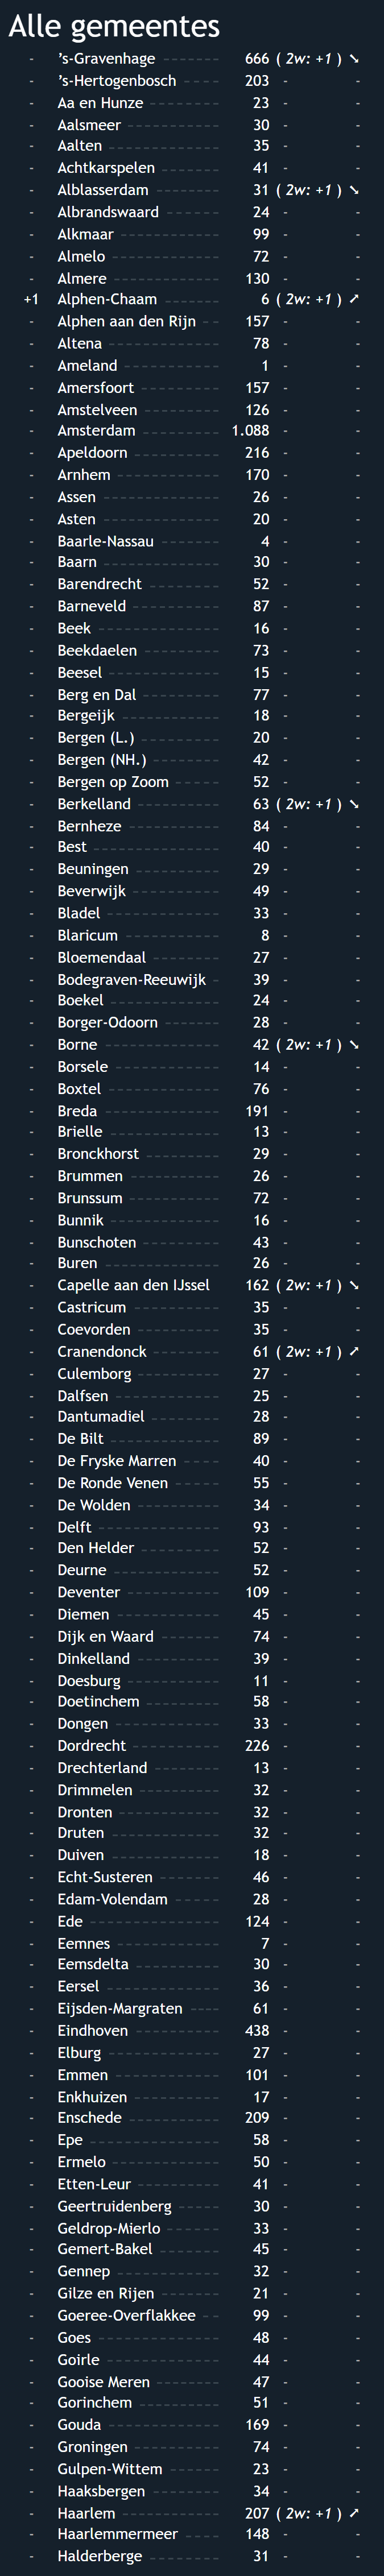 Alle gemeentes
- ’s-Gravenhage 666 ( 2w: +1 ) ➘
- ’s-Hertogenbosch 203 - -
- Aa en Hunze 23 - -
- Aalsmeer 30 - -
- Aalten 35 - -
- Achtkarspelen 41 - -
- Alblasserdam 31 ( 2w: +1 ) ➘
- Albrandswaard 24 - -
- Alkmaar 99 - -
- Almelo 72 - -
- Almere 130 - -
+1 Alphen-Chaam 6 ( 2w: +1 ) ➚
- Alphen aan den Rijn 157 - -
- Altena 78 - -
- Ameland 1 - -
- Amersfoort 157 - -
- Amstelveen 126 - -
- Amsterdam 1.088 - -
- Apeldoorn 216 - -
- Arnhem 170 - -
- Assen 26 - -
- Asten 20 - -
- Baarle-Nassau 4 - -
- Baarn 30 - -
- Barendrecht 52 - -
- Barneveld 87 - -
- Beek 16 - -
- Beekdaelen 73 - -
- Beesel 15 - -
- Berg en Dal 77 - -
- Bergeijk 18 - -
- Bergen (L.) 20 - -
- Bergen (NH.) 42 - -
- Bergen op Zoom 52 - -
- Berkelland 63 ( 2w: +1 ) ➘
- Bernheze 84 - -
- Best 40 - -
- Beuningen 29 - -
- Beverwijk 49 - -
- Bladel 33 - -
- Blaricum 8 - -
- Bloemendaal 27 - -
- Bodegraven-Reeuwijk 39 - -
- Boekel 24 - -
- Borger-Odoorn 28 - -
- Borne 42 ( 2w: +1 ) ➘
- Borsele 14 - -
- Boxtel 76 - -
- Breda 191 - -
- Brielle 13 - -
- Bronckhorst 29 - -
- Brummen 26 - -
- Brunssum 72 - -
- Bunnik 16 - -
- Bunschoten 43 - -
- Buren 26 - -
- Capelle aan den IJssel 162 ( 2w: +1 ) ➘
- Castricum 35 - -
- Coevorden 35 - -
- Cranendonck 61 ( 2w: +1 ) ➚
- Culemborg 27 - -
- Dalfsen 25 - -
- Dantumadiel 28 - -
- De Bilt 89 - -
- De Fryske Marren 40 - -
- De Ronde Venen 55 - -
- De Wolden 34 - -
- Delft 93 - -
- Den Helder 52 - -
- Deurne 52 - -
- Deventer 109 - -
- Diemen 45 - -
- Dijk en Waard 74 - -
- Dinkelland 39 - -
- Doesburg 11 - -
- Doetinchem 58 - -
- Dongen 33 - -
- Dordrecht 226 - -
- Drechterland 13 - -
- Drimmelen 32 - -
- Dronten 32 - -
- Druten 32 - -
- Duiven 18 - -
- Echt-Susteren 46 - -
- Edam-Volendam 28 - -
- Ede 124 - -
- Eemnes 7 - -
- Eemsdelta 30 - -
- Eersel 36 - -
- Eijsden-Margraten 61 - -
- Eindhoven 438 - -
- Elburg 27 - -
- Emmen 101 - -
- Enkhuizen 17 - -
- Enschede 209 - -
- Epe 58 - -
- Ermelo 50 - -
- Etten-Leur 41 - -
- Geertruidenberg 30 - -
- Geldrop-Mierlo 33 - -
- Gemert-Bakel 45 - -
- Gennep 32 - -
- Gilze en Rijen 21 - -
- Goeree-Overflakkee 99 - -
- Goes 48 - -
- Goirle 44 - -
- Gooise Meren 47 - -
- Gorinchem 51 - -
- Gouda 169 - -
- Groningen 74 - -
- Gulpen-Wittem 23 - -
- Haaksbergen 34 - -
- Haarlem 207 ( 2w: +1 ) ➚
- Haarlemmermeer 148 - -
- Halderberge 31 - -